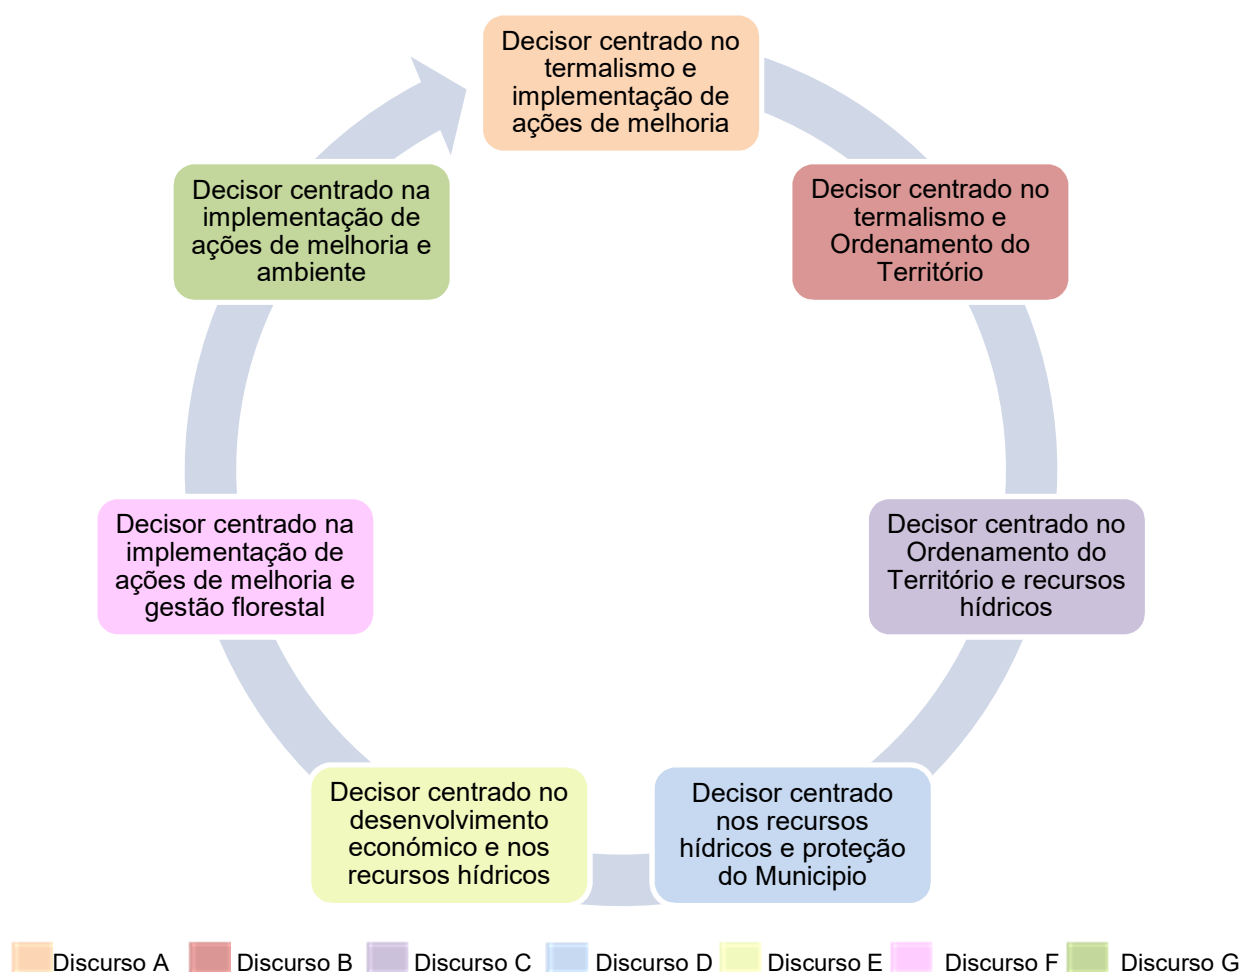 Decisor centrado no
termalismo e
implementação de
ações de melhoria
Decisor centrado no
termalismo e
Ordenamento do
Território
Decisor centrado no
Ordenamento do
Território e recursos
hídricos
Decisor centrado
nos recursos
hídricos e proteção
do Municipio
Decisor centrado no
desenvolvimento
económico e nos
recursos hídricos
Decisor centrado na
implementação de
ações de melhoria e
gestão florestal
Decisor centrado na
implementação de
ações de melhoria e
ambiente
Discurso A Discurso B Discurso C Discurso D Discurso E Discurso F Discurso G